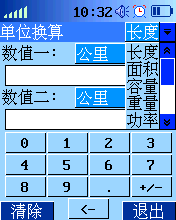 10:32
单位换算 长度
数值一： 公里 长度
面积
容量
数值二： 公里 重量
功率
0 1 2 3
4 5 6 7
8 9 . +/-
清除 <- 退出